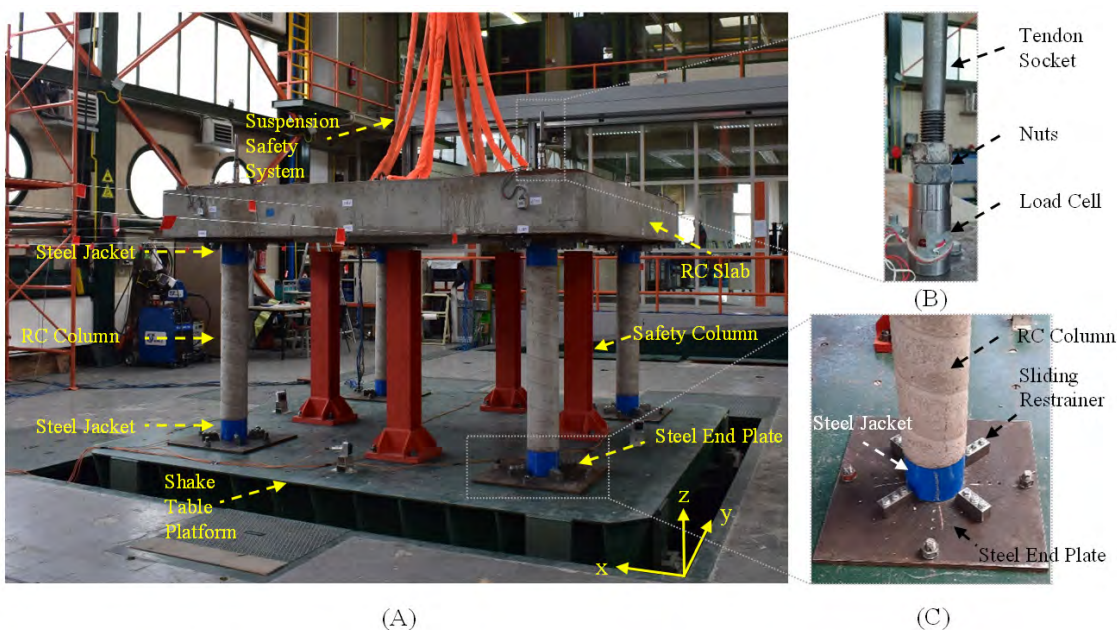 Suspension
Safety
System
Steel Jacket
RC Slab
RC Column
Safety Column
Steel Jacket
Steel End Plate
Shake
Table
Platform
z
y
x
(A)
Tendon
Socket
Nuts
Load Cell
(B)
RC Column
Sliding
Restrainer
Steel Jacket
Steel End Plate
(C)